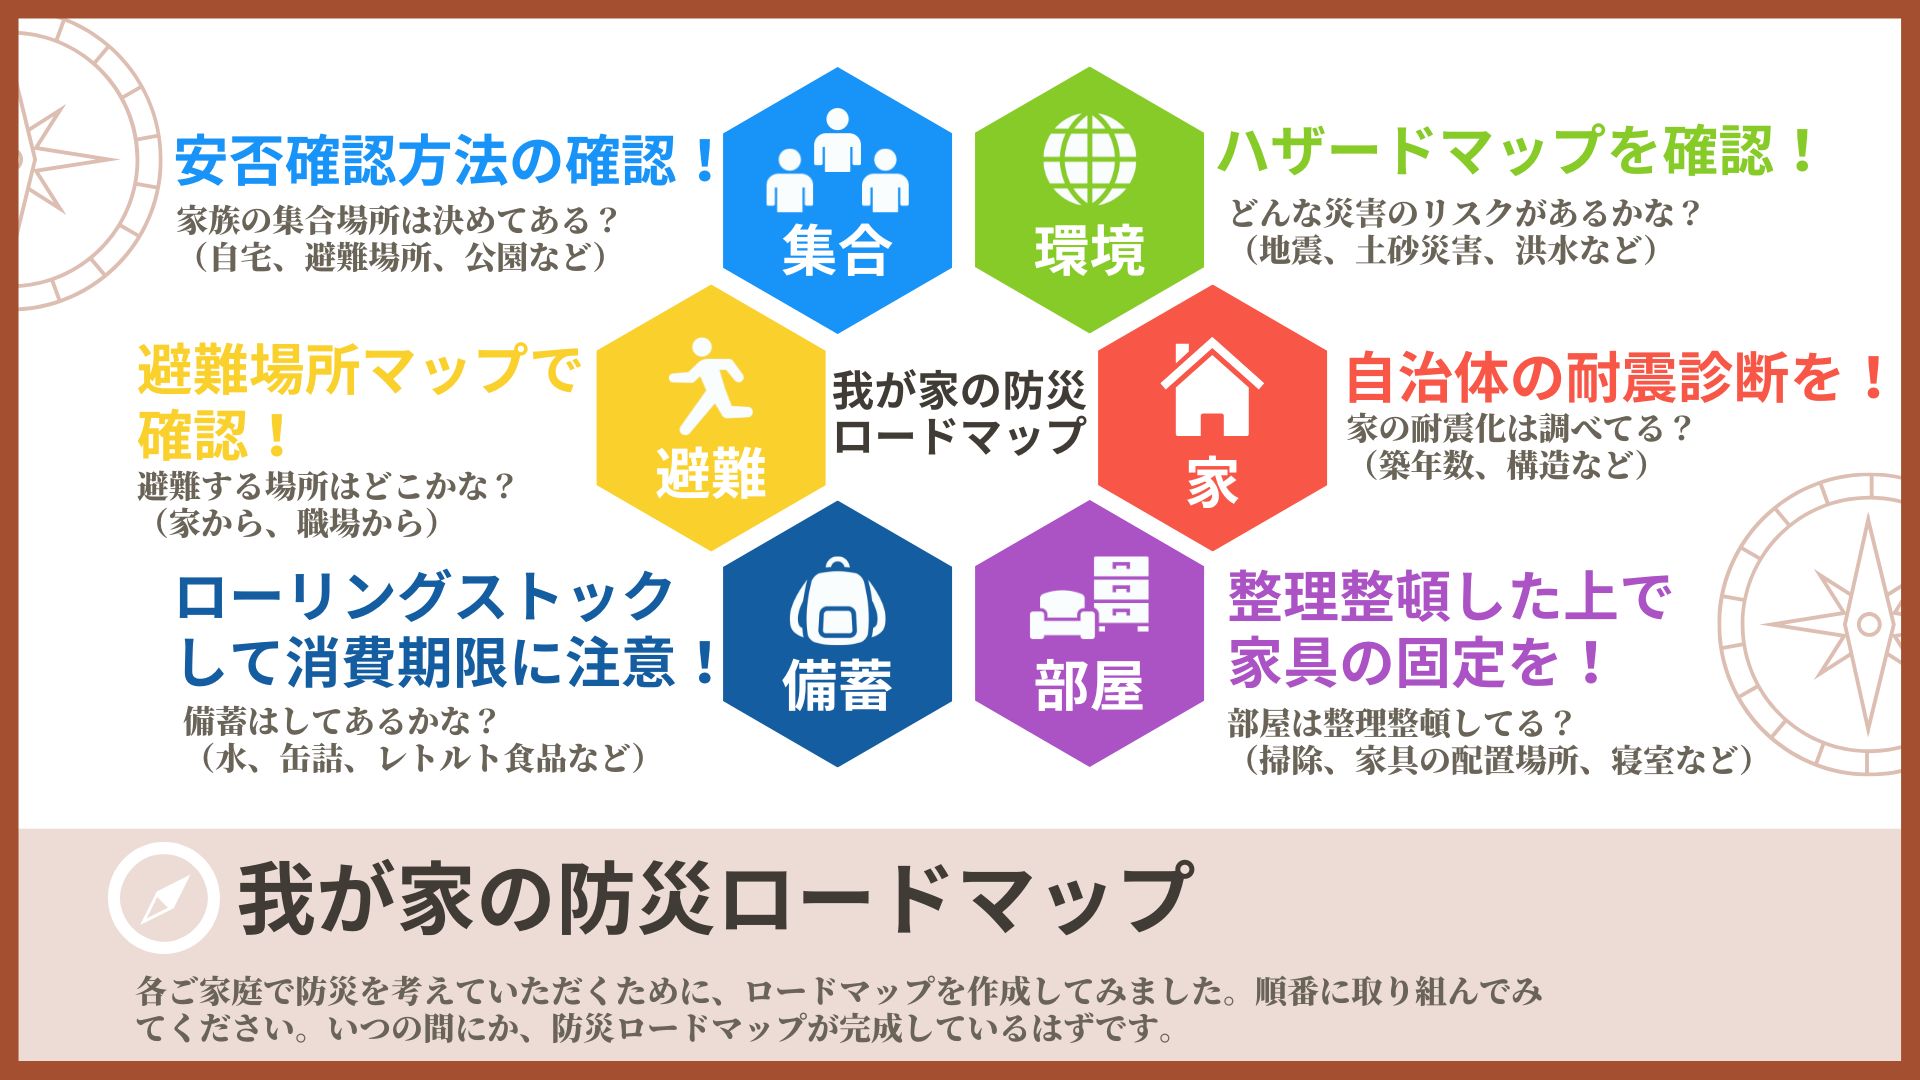 安否確認方法の確認！
家族の集合場所は決めてある？
（自宅、避難場所、公園など）
集合
環境
ハザードマップを確認！
どんな災害のリスクがあるかな？
（地震、土砂災害、洪水など）
避難場所マップで
確認！
避難する場所はどこかな？
（家から、職場から）
避難
我が家の防災
ロードマップ
家
自治体の耐震診断を！
家の耐震化は調べてる？
（築年数、構造など）
ローリングストック
して消費期限に注意！
備蓄はしてあるかな？
（水、缶詰、レトルト食品など）
備蓄
部屋
整理整頓した上で
家具の固定を！
部屋は整理整頓してる？
（掃除、家具の配置場所、寝室など）
我が家の防災ロードマップ
各ご家庭で防災を考えていただくために、ロードマップを作成してみました。順番に取り組んでみ
てください。いつの間にか、防災ロードマップが完成しているはずです。